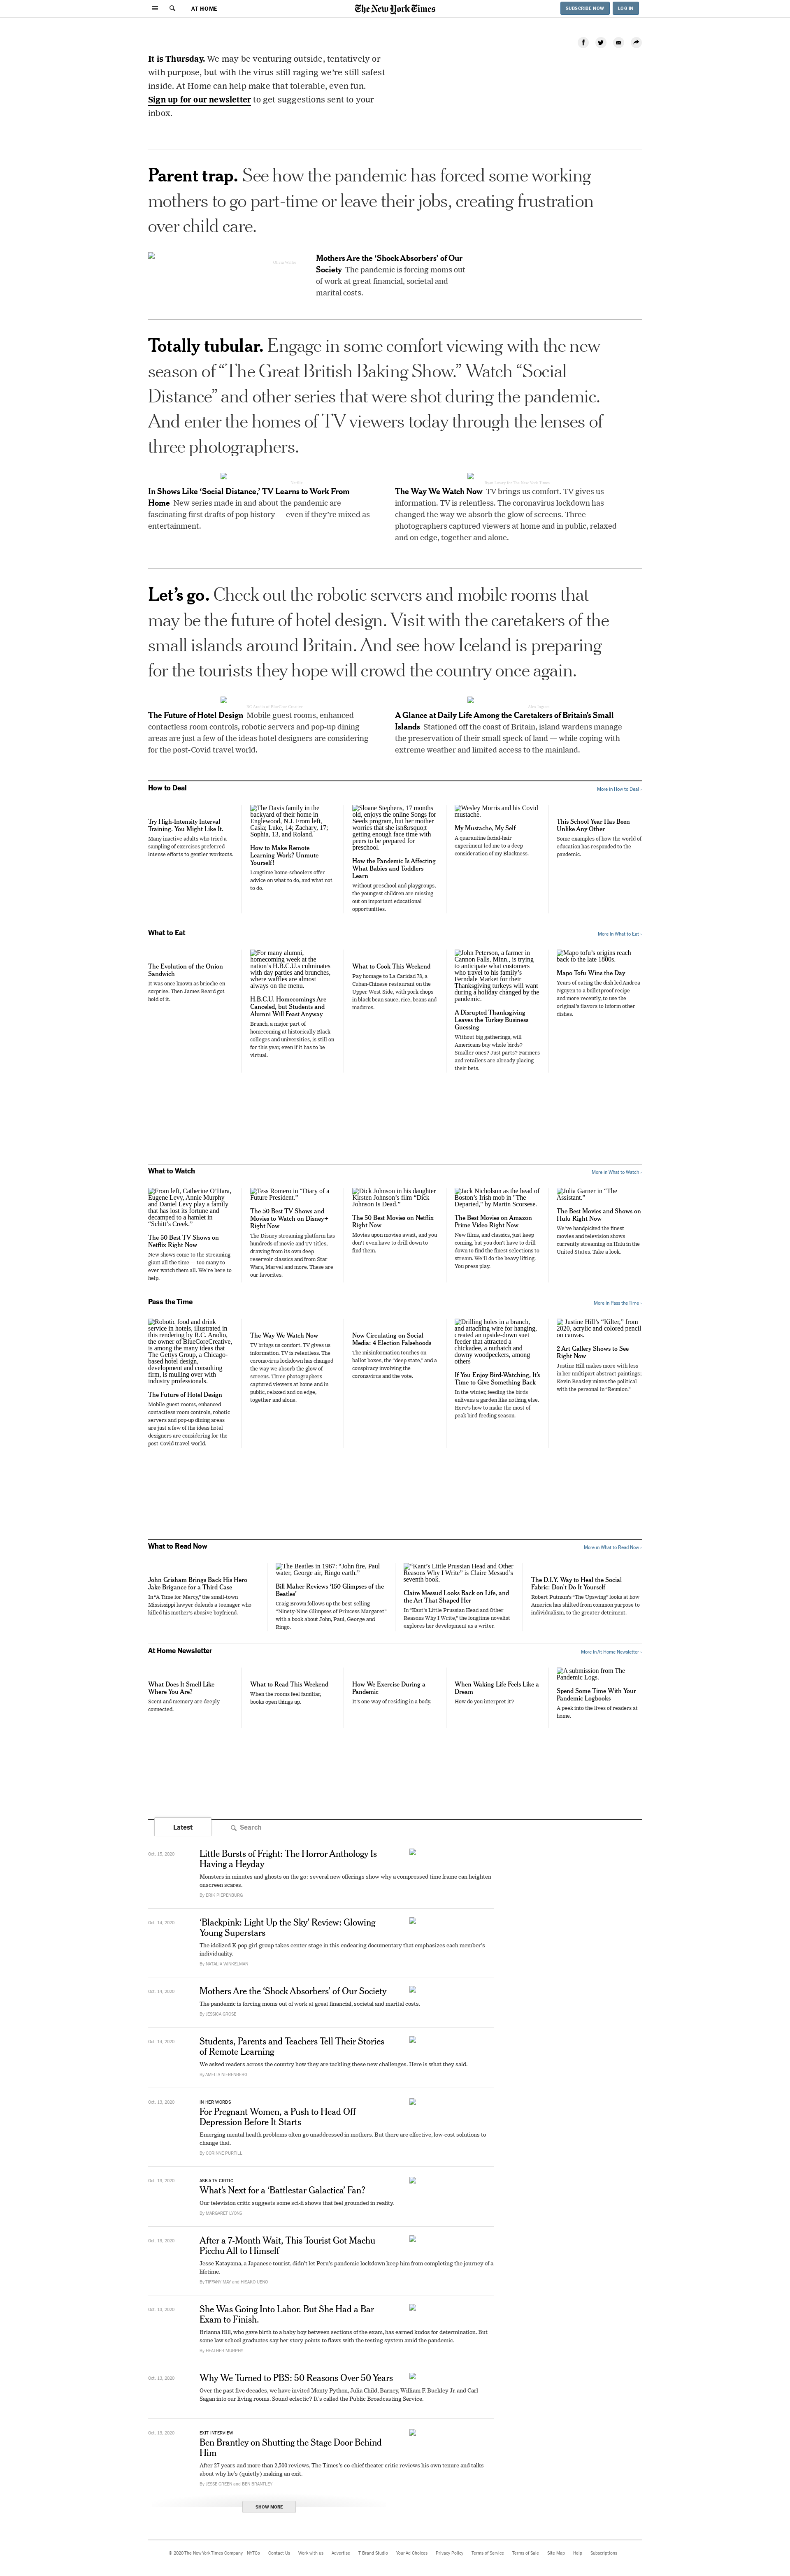 AT HOME
The New York Times
SUBSCRIBE NOW
LOG IN
It is Thursday. We may be venturing outside, tentatively or
with purpose, but with the virus still raging we’re still safest
inside. At Home can help make that tolerable, even fun.
Sign up for our newsletter to get suggestions sent to your
inbox.
Parent trap. See how the pandemic has forced some working
mothers to go part-time or leave their jobs, creating frustration
over child care.
Mothers Are the ‘Shock Absorbers’ of Our
Society The pandemic is forcing moms out
of work at great financial, societal and
marital costs.
Totally tubular. Engage in some comfort viewing with the new
season of “The Great British Baking Show.” Watch “Social
Distance” and other series that were shot during the pandemic.
And enter the homes of TV viewers today through the lenses of
three photographers.
In Shows Like ‘Social Distance,’ TV Learns to Work From
Home New series made in and about the pandemic are
fascinating first drafts of pop history — even if they’re mixed as
entertainment.
The Way We Watch Now TV brings us comfort. TV gives us
information. TV is relentless. The coronavirus lockdown has
changed the way we absorb the glow of screens. Three
photographers captured viewers at home and in public, relaxed
and on edge, together and alone.
Let’s go. Check out the robotic servers and mobile rooms that
may be the future of hotel design. Visit with the caretakers of the
small islands around Britain. And see how Iceland is preparing
for the tourists they hope will crowd the country once again.
The Future of Hotel Design Mobile guest rooms, enhanced
contactless room controls, robotic servers and pop-up dining
areas are just a few of the ideas hotel designers are considering
for the post-Covid travel world.
A Glance at Daily Life Among the Caretakers of Britain’s Small
Islands Stationed off the coast of Britain, island wardens manage
the preservation of their small speck of land — while coping with
extreme weather and limited access to the mainland.
How to Deal
More in How to Deal ›
Try High-Intensity Interval
Training. You Might Like It.
Many inactive adults who tried a
sampling of exercises preferred
intense efforts to gentler workouts.
The Davis family in the
backyard of their home in
Englewood, N.J. From left,
Casia; Luke, 14; Zachary, 17;
Sophia, 13, and Roland.
How to Make Remote
Learning Work? Unmute
Yourself!
Longtime home-schoolers offer
advice on what to do, and what not
to do.
Sloane Stephens, 17 months
old, enjoys the online Songs for
Seeds program, but her mother
worries that she isn&rsquo;t
getting enough face time with
peers to be prepared for
preschool.
How the Pandemic Is Affecting
What Babies and Toddlers
Learn
Without preschool and playgroups,
the youngest children are missing
out on important educational
opportunities.
Wesley Morris and his Covid
mustache.
My Mustache, My Self
A quarantine facial-hair
experiment led me to a deep
consideration of my Blackness.
This School Year Has Been
Unlike Any Other
Some examples of how the world of
education has responded to the
pandemic.
What to Eat
More in What to Eat ›
The Evolution of the Onion
Sandwich
It was once known as brioche en
surprise. Then James Beard got
hold of it.
For many alumni,
homecoming week at the
nation’s H.B.C.U.s culminates
with day parties and brunches,
where waffles are almost
always on the menu.
H.B.C.U. Homecomings Are
Canceled, but Students and
Alumni Will Feast Anyway
Brunch, a major part of
homecoming at historically Black
colleges and universities, is still on
for this year, even if it has to be
virtual.
What to Cook This Weekend
Pay homage to La Caridad 78, a
Cuban-Chinese restaurant on the
Upper West Side, with pork chops
in black bean sauce, rice, beans and
maduros.
John Peterson, a farmer in
Cannon Falls, Minn., is trying
to anticipate what customers
who travel to his family’s
Ferndale Market for their
Thanksgiving turkeys will want
during a holiday changed by the
pandemic.
A Disrupted Thanksgiving
Leaves the Turkey Business
Guessing
Without big gatherings, will
Americans buy whole birds?
Smaller ones? Just parts? Farmers
and retailers are already placing
their bets.
Mapo tofu’s origins reach
back to the late 1800s.
Mapo Tofu Wins the Day
Years of eating the dish led Andrea
Nguyen to a bulletproof recipe —
and more recently, to use the
original’s flavors to inform other
dishes.
What to Watch
More in What to Watch ›
From left, Catherine O’Hara,
Eugene Levy, Annie Murphy
and Daniel Levy play a family
that has lost its fortune and
decamped to a hamlet in
“Schitt’s Creek.”
The 50 Best TV Shows on
Netflix Right Now
New shows come to the streaming
giant all the time — too many to
ever watch them all. We’re here to
help.
Tess Romero in “Diary of a
Future President.”
The 50 Best TV Shows and
Movies to Watch on Disney+
Right Now
The Disney streaming platform has
hundreds of movie and TV titles,
drawing from its own deep
reservoir classics and from Star
Wars, Marvel and more. These are
our favorites.
Dick Johnson in his daughter
Kirsten Johnson’s film “Dick
Johnson Is Dead.”
The 50 Best Movies on Netflix
Right Now
Movies upon movies await, and you
don’t even have to drill down to
find them.
Jack Nicholson as the head of
Boston’s Irish mob in "The
Departed," by Martin Scorsese.
The Best Movies on Amazon
Prime Video Right Now
New films, and classics, just keep
coming, but you don’t have to drill
down to find the finest selections to
stream. We’ll do the heavy lifting.
You press play.
Julia Garner in “The
Assistant.”
The Best Movies and Shows on
Hulu Right Now
We’ve handpicked the finest
movies and television shows
currently streaming on Hulu in the
United States. Take a look.
Pass the Time
More in Pass the Time ›
Robotic food and drink
service in hotels, illustrated in
this rendering by R.C. Aradio,
the owner of BlueCoreCreative,
is among the many ideas that
The Gettys Group, a Chicago-
based hotel design,
development and consulting
firm, is mulling over with
industry professionals.
The Future of Hotel Design
Mobile guest rooms, enhanced
contactless room controls, robotic
servers and pop-up dining areas
are just a few of the ideas hotel
designers are considering for the
post-Covid travel world.
The Way We Watch Now
TV brings us comfort. TV gives us
information. TV is relentless. The
coronavirus lockdown has changed
the way we absorb the glow of
screens. Three photographers
captured viewers at home and in
public, relaxed and on edge,
together and alone.
Now Circulating on Social
Media: 4 Election Falsehoods
The misinformation touches on
ballot boxes, the “deep state,” and a
conspiracy involving the
coronavirus and the vote.
Drilling holes in a branch,
and attaching wire for hanging,
created an upside-down suet
feeder that attracted a
chickadee, a nuthatch and
downy woodpeckers, among
others
If You Enjoy Bird-Watching, It’s
Time to Give Something Back
In the winter, feeding the birds
enlivens a garden like nothing else.
Here’s how to make the most of
peak bird-feeding season.
Justine Hill’s “Kilter,” from
2020, acrylic and colored pencil
on canvas.
2 Art Gallery Shows to See
Right Now
Justine Hill makes more with less
in her multipart abstract paintings;
Kevin Beasley mixes the political
with the personal in “Reunion.”
What to Read Now
More in What to Read Now ›
John Grisham Brings Back His Hero
Jake Brigance for a Third Case
In “A Time for Mercy,” the small-town
Mississippi lawyer defends a teenager who
killed his mother’s abusive boyfriend.
The Beatles in 1967: “John fire, Paul
water, George air, Ringo earth.”
Bill Maher Reviews ‘150 Glimpses of the
Beatles’
Craig Brown follows up the best-selling
“Ninety-Nine Glimpses of Princess Margaret”
with a book about John, Paul, George and
Ringo.
“Kant’s Little Prussian Head and Other
Reasons Why I Write” is Claire Messud’s
seventh book.
Claire Messud Looks Back on Life, and
the Art That Shaped Her
In “Kant’s Little Prussian Head and Other
Reasons Why I Write,” the longtime novelist
explores her development as a writer.
The D.I.Y. Way to Heal the Social
Fabric: Don’t Do It Yourself
Robert Putnam’s “The Upswing” looks at how
America has shifted from common purpose to
individualism, to the greater detriment.
At Home Newsletter
More in At Home Newsletter ›
What Does It Smell Like
Where You Are?
Scent and memory are deeply
connected.
What to Read This Weekend
When the rooms feel familiar,
books open things up.
How We Exercise During a
Pandemic
It’s one way of residing in a body.
When Waking Life Feels Like a
Dream
How do you interpret it?
A submission from The
Pandemic Logs.
Spend Some Time With Your
Pandemic Logbooks
A peek into the lives of readers at
home.
Latest
Search
Oct. 15, 2020
Little Bursts of Fright: The Horror Anthology Is
Having a Heyday
Monsters in minutes and ghosts on the go: several new offerings show why a compressed time frame can heighten
onscreen scares.
By ERIK PIEPENBURG
Oct. 14, 2020
‘Blackpink: Light Up the Sky’ Review: Glowing
Young Superstars
The idolized K-pop girl group takes center stage in this endearing documentary that emphasizes each member’s
individuality.
By NATALIA WINKELMAN
Oct. 14, 2020
Mothers Are the ‘Shock Absorbers’ of Our Society
The pandemic is forcing moms out of work at great financial, societal and marital costs.
By JESSICA GROSE
Oct. 14, 2020
Students, Parents and Teachers Tell Their Stories
of Remote Learning
We asked readers across the country how they are tackling these new challenges. Here is what they said.
By AMELIA NIERENBERG
Oct. 13, 2020
IN HER WORDS
For Pregnant Women, a Push to Head Off
Depression Before It Starts
Emerging mental health problems often go unaddressed in mothers. But there are effective, low-cost solutions to
change that.
By CORINNE PURTILL
Oct. 13, 2020
ASK A TV CRITIC
What’s Next for a ‘Battlestar Galactica’ Fan?
Our television critic suggests some sci-fi shows that feel grounded in reality.
By MARGARET LYONS
Oct. 13, 2020
After a 7-Month Wait, This Tourist Got Machu
Picchu All to Himself
Jesse Katayama, a Japanese tourist, didn’t let Peru’s pandemic lockdown keep him from completing the journey of a
lifetime.
By TIFFANY MAY and HISAKO UENO
Oct. 13, 2020
She Was Going Into Labor. But She Had a Bar
Exam to Finish.
Brianna Hill, who gave birth to a baby boy between sections of the exam, has earned kudos for determination. But
some law school graduates say her story points to flaws with the testing system amid the pandemic.
By HEATHER MURPHY
Oct. 13, 2020
Why We Turned to PBS: 50 Reasons Over 50 Years
Over the past five decades, we have invited Monty Python, Julia Child, Barney, William F. Buckley Jr. and Carl
Sagan into our living rooms. Sound eclectic? It’s called the Public Broadcasting Service.
Oct. 13, 2020
EXIT INTERVIEW
Ben Brantley on Shutting the Stage Door Behind
Him
After 27 years and more than 2,500 reviews, The Times’s co-chief theater critic reviews his own tenure and talks
about why he’s (quietly) making an exit.
By JESSE GREEN and BEN BRANTLEY
SHOW MORE
© 2020 The New York Times Company NYTCo Contact Us Work with us Advertise T Brand Studio Your Ad Choices Privacy Policy Terms of Service Terms of Sale Site Map Help Subscriptions